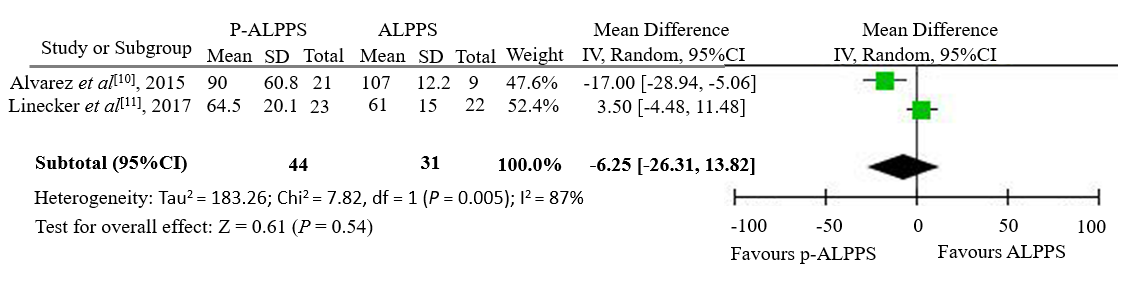 P-ALPPS ALPPS Mean Difference Mean Difference
Study or Subgroup Mean SD Total Mean SD Total Weight IV, Random, 95%CI IV, Random, 95%CI
Alvarez et al[10], 2015 90 60.8 21 107 12.2 9 47.6% -17.00 [-28.94, -5.06]
Linecker et al[11], 2017 64.5 20.1 23 61 15 22 52.4% 3.50 [-4.48, 11.48]
Subtotal (95%CI) 44 31 100.0% -6.25 [-26.31, 13.82]
Heterogeneity: Tau² = 183.26; Chi² = 7.82, df = 1 (P = 0.005); I² = 87%
Test for overall effect: Z = 0.61 (P = 0.54)
-100 -50 0 50 100
Favours p-ALPPS Favours ALPPS